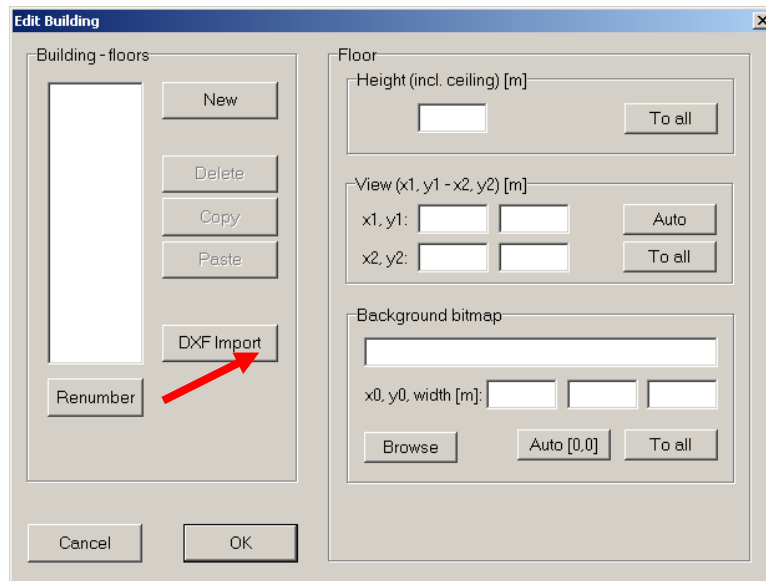 Edit Building
Building - floors
New
Delete
Copy
Paste
DXF Import
Renumber
Cancel
OK
Floor
Height (incl. ceiling) [m]
To all
View (x1, y1 - x2, y2) [m]
x1, y1:
Auto
x2, y2:
To all
Background bitmap
x0, y0, width [m]:
Browse
Auto [0,0]
To all